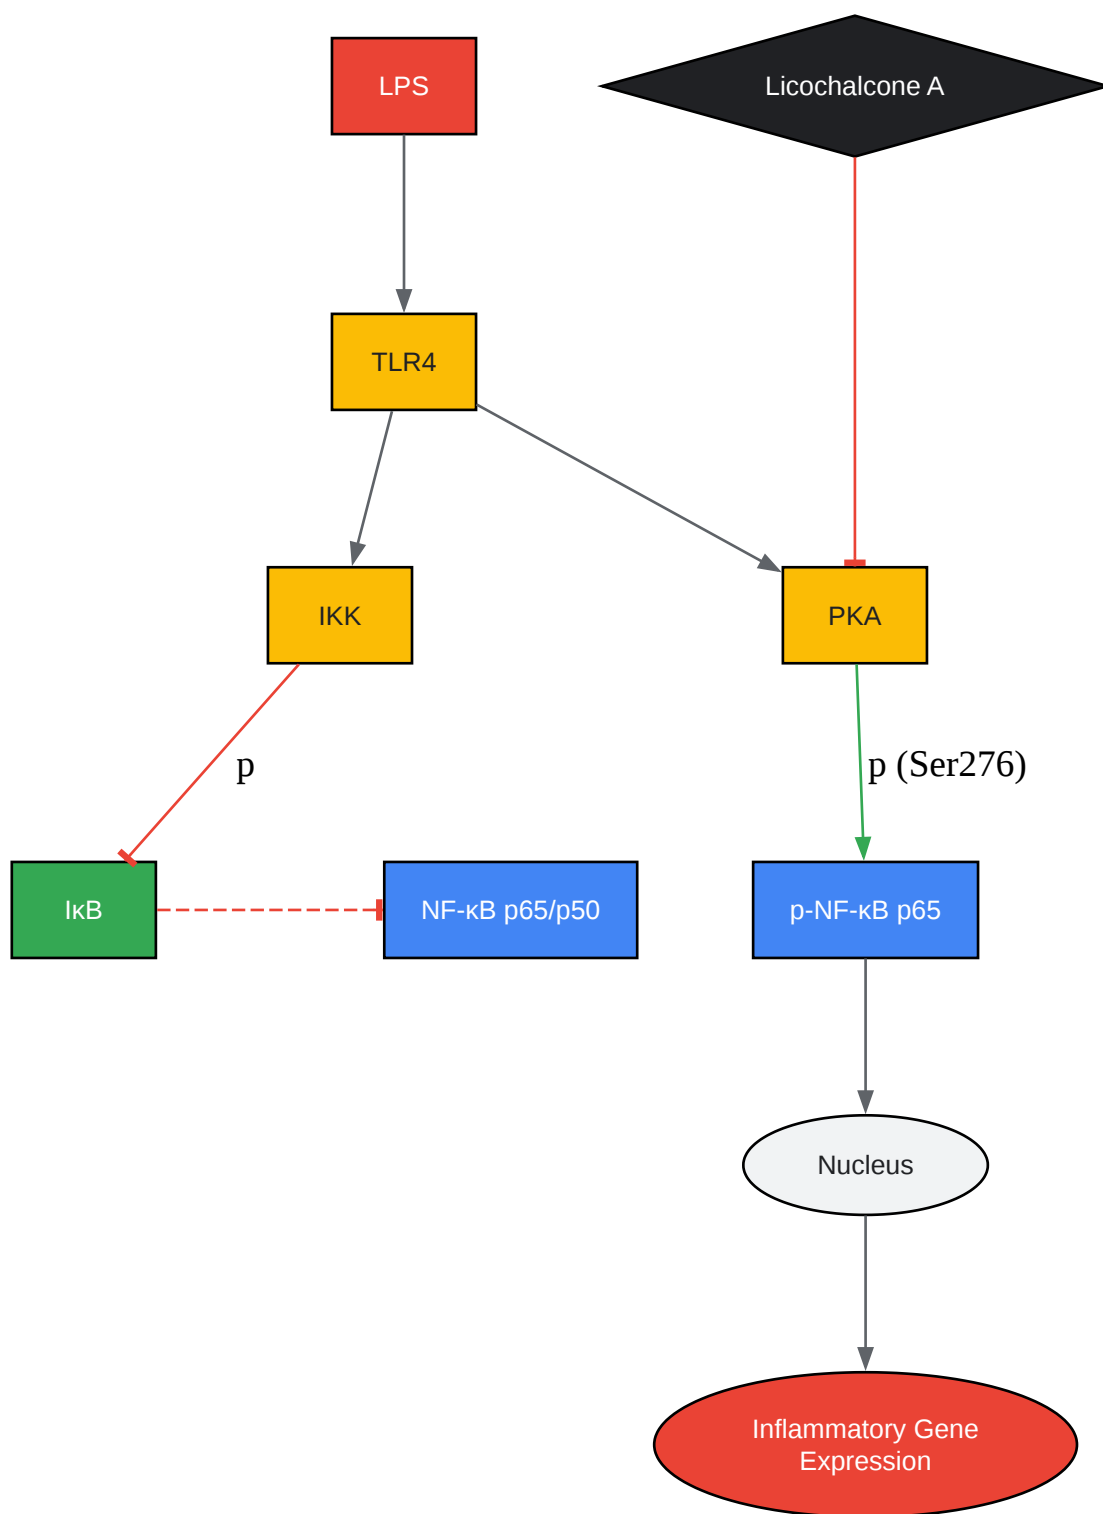 LPS
Licochalcone A
TLR4
IKK
PKA
p
p (Ser276)
IκB
NF-κB p65/p50
p-NF-κB p65
Nucleus
Inflammatory Gene
Expression